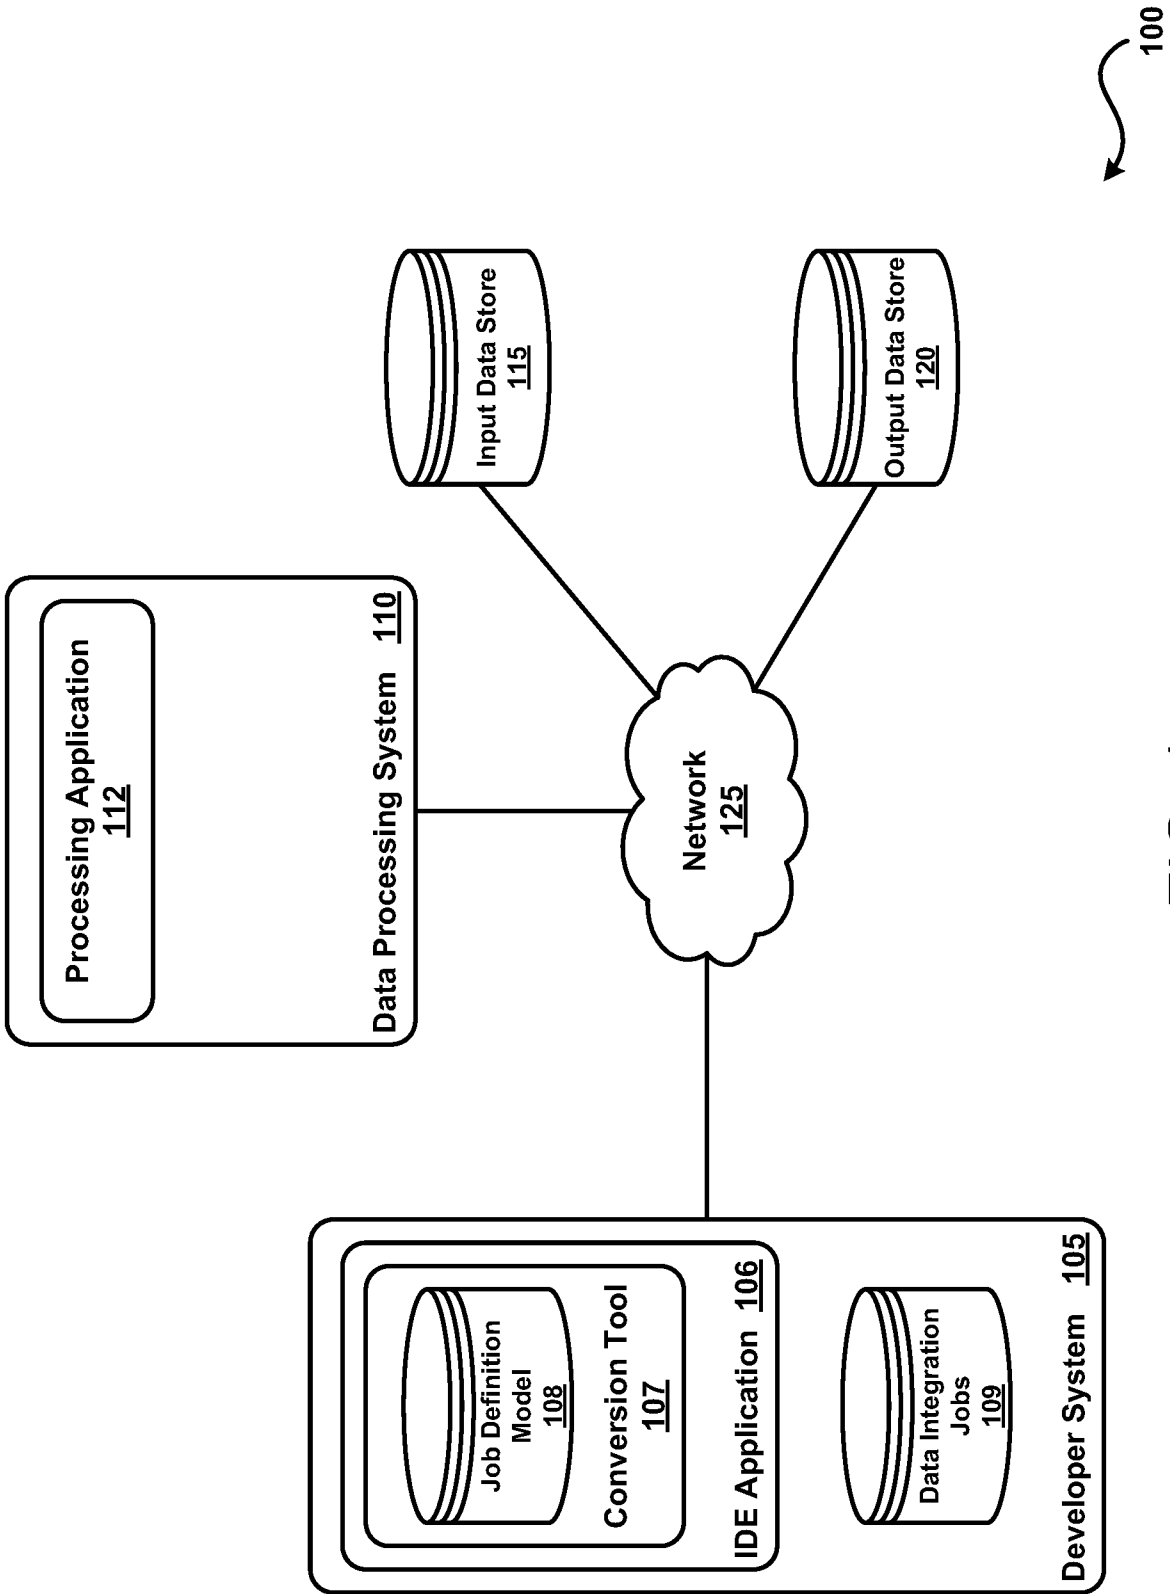 Job Definition
Model
108
Conversion Tool
107
IDE Application 106
Data Integration
Jobs
109
Developer System 105
Processing Application
112
Data Processing System 110
Network
125
Input Data Store
115
Output Data Store
120
100